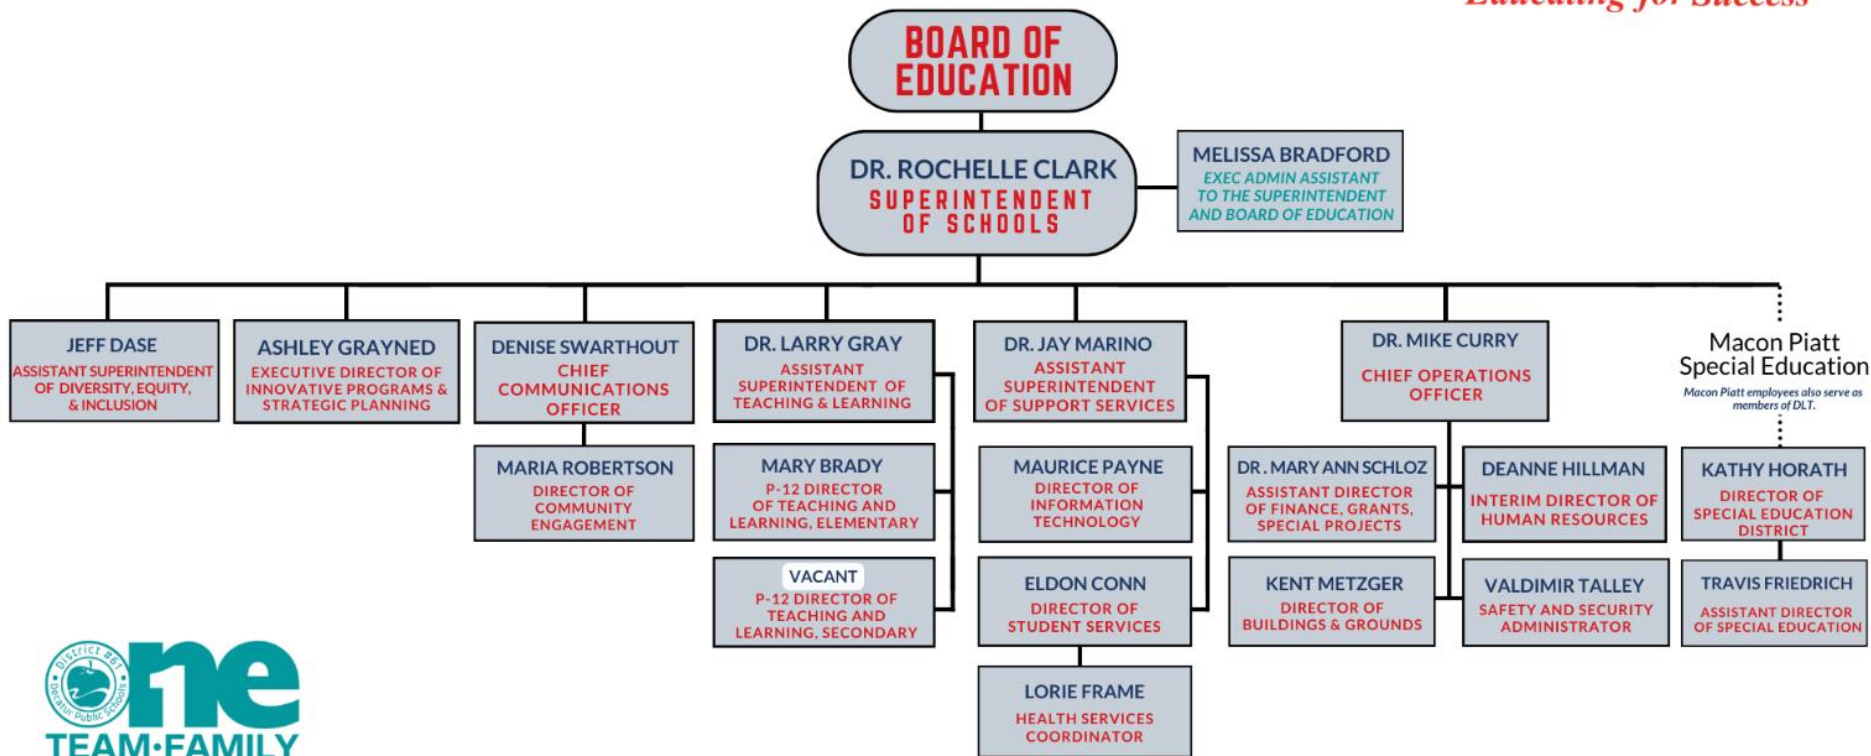 Educating for Success
BOARD OF
EDUCATION
DR. ROCHELLE CLARK
SUPERINTENDENT
OF SCHOOLS
MELISSA BRADFORD
EXEC ADMIN ASSISTANT
TO THE SUPERINTENDENT
AND BOARD OF EDUCATION
JEFF DASE
ASSISTANT SUPERINTENDENT
OF DIVERSITY, EQUITY,
& INCLUSION
ASHLEY GRAYNED
EXECUTIVE DIRECTOR OF
INNOVATIVE PROGRAMS &
STRATEGIC PLANNING
DENISE SWARTHOUT
CHIEF
COMMUNICATIONS
OFFICER
DR. LARRY GRAY
ASSISTANT
SUPERINTENDENT OF
TEACHING & LEARNING
DR. JAY MARINO
ASSISTANT
SUPERINTENDENT
OF SUPPORT SERVICES
DR. MIKE CURRY
CHIEF OPERATIONS
OFFICER
Macon Piatt
Special Education
Macon Piatt employees also serve as
members of DLT.
MARIA ROBERTSON
DIRECTOR OF
COMMUNITY
ENGAGEMENT
MARY BRADY
P-12 DIRECTOR
OF TEACHING AND
LEARNING, ELEMENTARY
MAURICE PAYNE
DIRECTOR OF
INFORMATION
TECHNOLOGY
DR. MARY ANN SCHLOZ
ASSISTANT DIRECTOR
OF FINANCE, GRANTS,
SPECIAL PROJECTS
DEANNE HILLMAN
INTERIM DIRECTOR OF
HUMAN RESOURCES
KATHY HORATH
DIRECTOR OF
SPECIAL EDUCATION
DISTRICT
VACANT
P-12 DIRECTOR OF
TEACHING AND
LEARNING, SECONDARY
ELDON CONN
DIRECTOR OF
STUDENT SERVICES
KENT METZGER
DIRECTOR OF
BUILDINGS & GROUNDS
VALDIMIR TALLEY
SAFETY AND SECURITY
ADMINISTRATOR
TRAVIS FRIEDRICH
ASSISTANT DIRECTOR
OF SPECIAL EDUCATION
LORIE FRAME
HEALTH SERVICES
COORDINATOR
District #61
Decatur Public Schools
one
TEAM•FAMILY